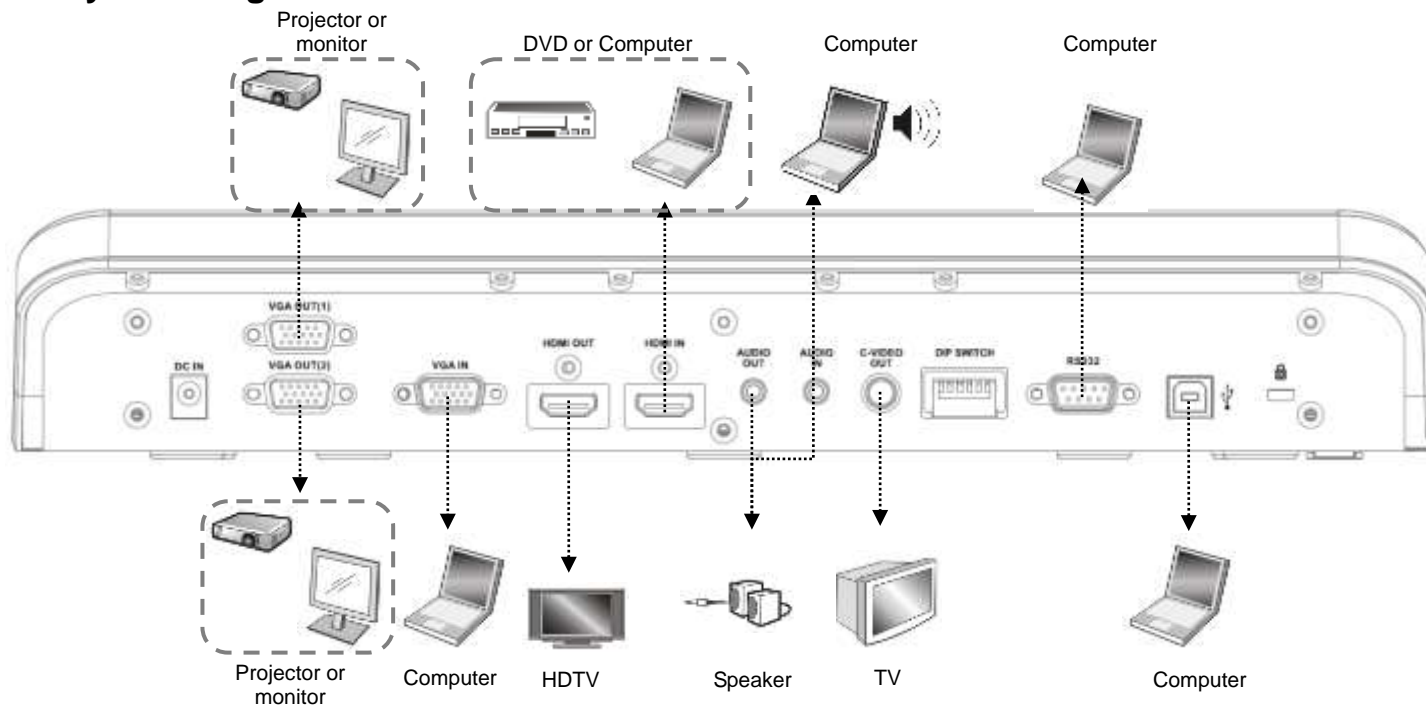 Projector or
monitor
DVD or Computer
Computer
Computer
VGA OUT(1)
HDMI OUT
HDMI IN
AUDIO
OUT
AUDIO
IN
C-VIDEO
OUT
DIP SWITCH
RS232
DC IN
VGA OUT(2)
VGA IN
Projector or
monitor
Computer
HDTV
Speaker
TV
Computer